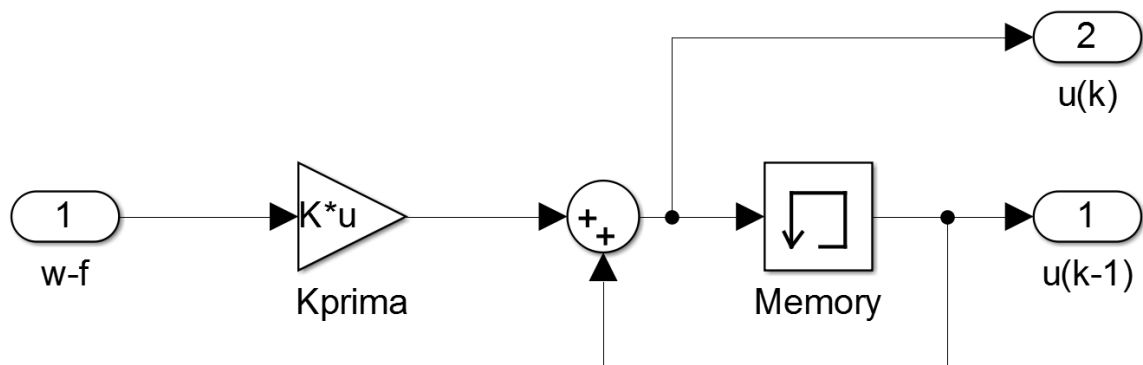 2
u(k)
1
w-f
K*u
Kprima
+
+
Memory
1
u(k-1)